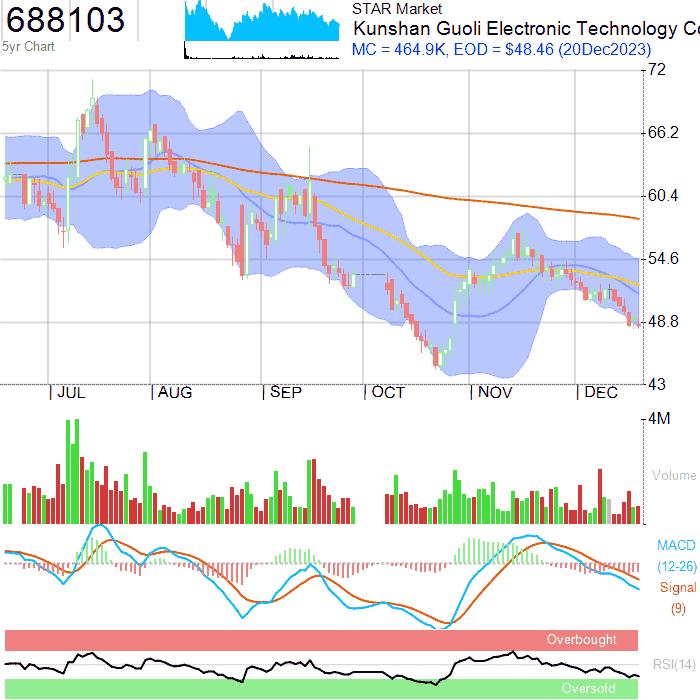 688103
5yr Chart
STAR Market
Kunshan Guoli Electronic Technology Co
MC = 464.9K, EOD = $48.46 (20Dec2023)
72
66.2
60.4
54.6
48.8
43
JUL AUG SEP OCT NOV DEC
4M
Volume
MACD
(12-26)
Signal
(9)
Overbought
RSI(14)
Oversold